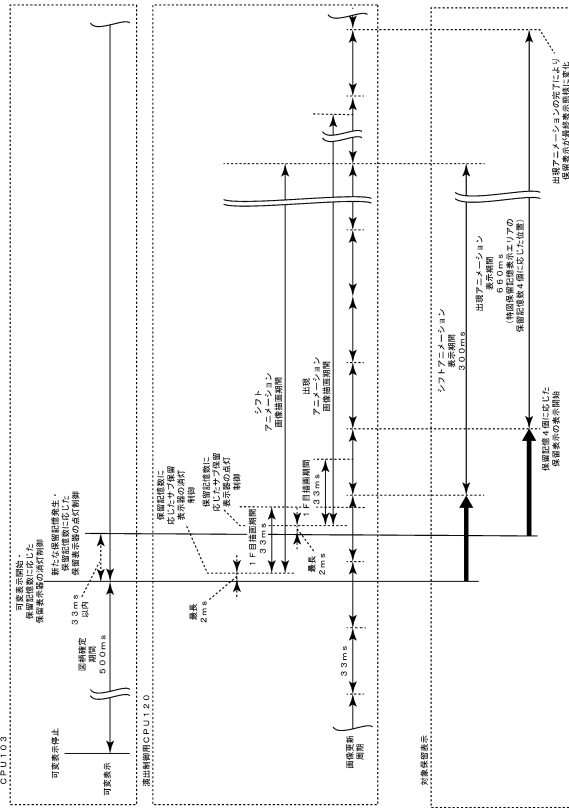 CPU103
可変表示停止
可変表示
図柄確定
期間
500ms
33ms
以内
可変表示開始・
保留記憶数に応じた
保留表示器の消灯制御
新たな保留記憶発生・
保留記憶数に応じた
保留表示器の点灯制御
演出制御用CPU120
画像更新
周期
33ms
最長
2ms
保留記憶数に
応じたサブ保留
表示器の消灯
制御
保留記憶数に
応じたサブ保留
表示器の点灯
制御
1F目描画期間
33ms
最長
2ms
1F目描画期間
33ms
シフト
アニメーション
画像描画期間
出現
アニメーション
画像描画期間
対象保留表示
シフトアニメーション
表示期間
300ms
出現アニメーション
表示期間
660ms
(特図保留記憶表示エリアの
保留記憶数4個に応じた位置)
保留記憶4個に応じた
保留表示の表示開始
出現アニメーションの完了により
保留表示が最終表示態様に変化